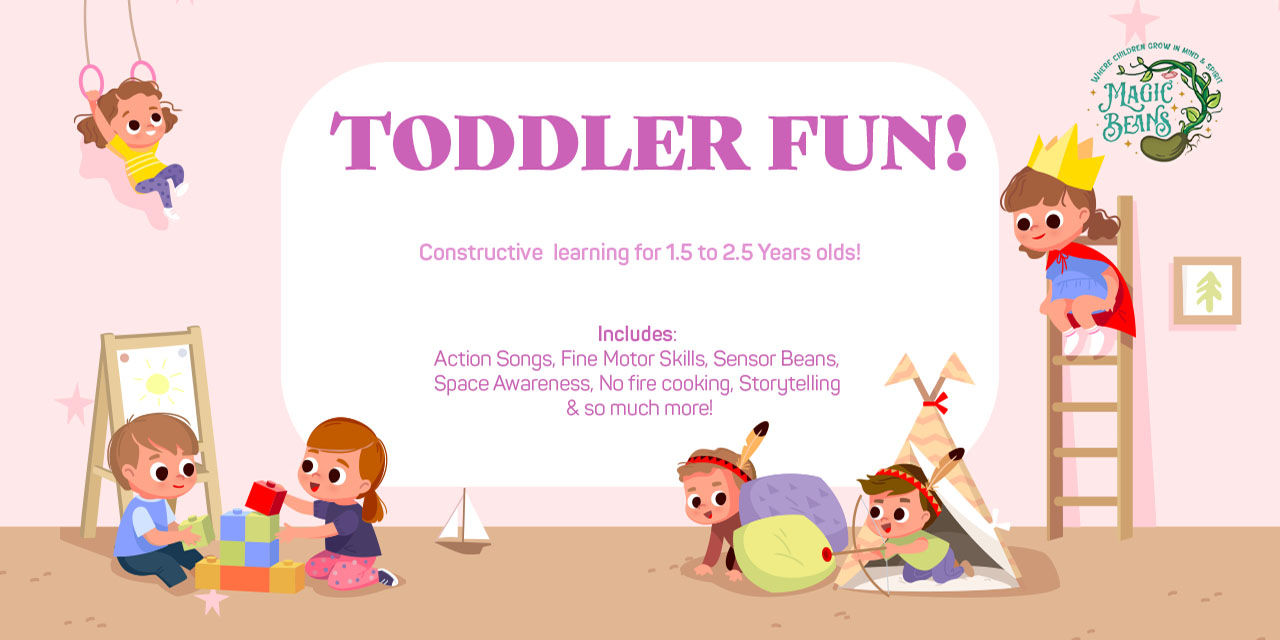 WHERE CHILDREN GROW IN MIND & SPIRIT
MAGIC
BEANS
TODDLER FUN!
Constructive learning for 1.5 to 2.5 Years olds!
Includes:
Action Songs, Fine Motor Skills, Sensor Beans,
Space Awareness, No fire cooking, Storytelling
& so much more!